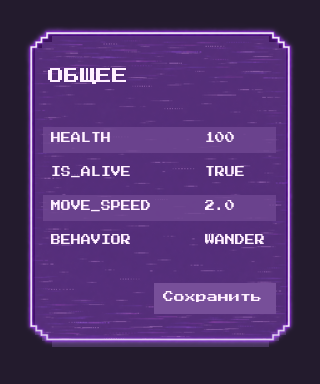 ОБЩЕЕ
HEALTH 100
IS_ALIVE TRUE
MOVE_SPEED 2.0
BEHAVIOR WANDER
Сохранить